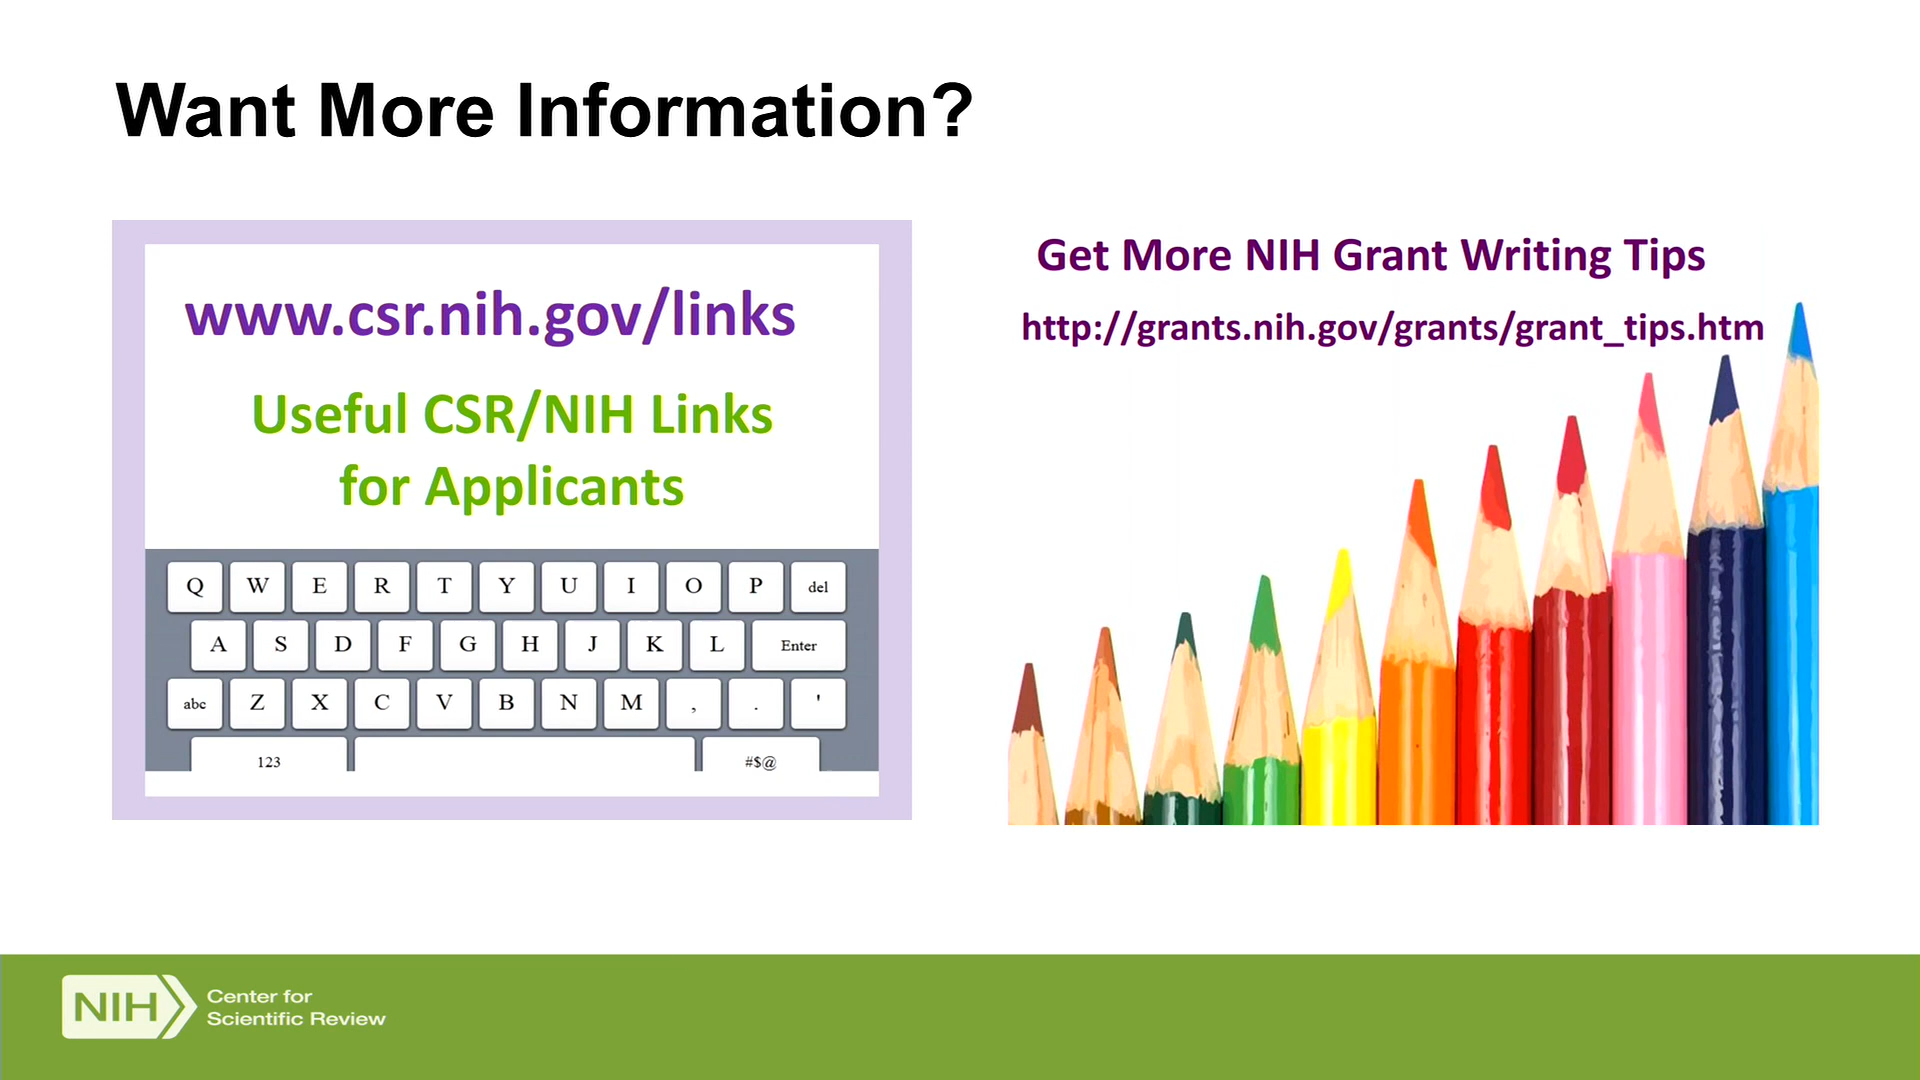 Want More Information?
www.csr.nih.gov/links
Useful CSR/NIH Links
for Applicants
Q W E R T Y U I O P del
A S D F G H J K L Enter
abc Z X C V B N M , . '
123 #$@
Get More NIH Grant Writing Tips
http://grants.nih.gov/grants/grant_tips.htm
NIH
Center for
Scientific Review